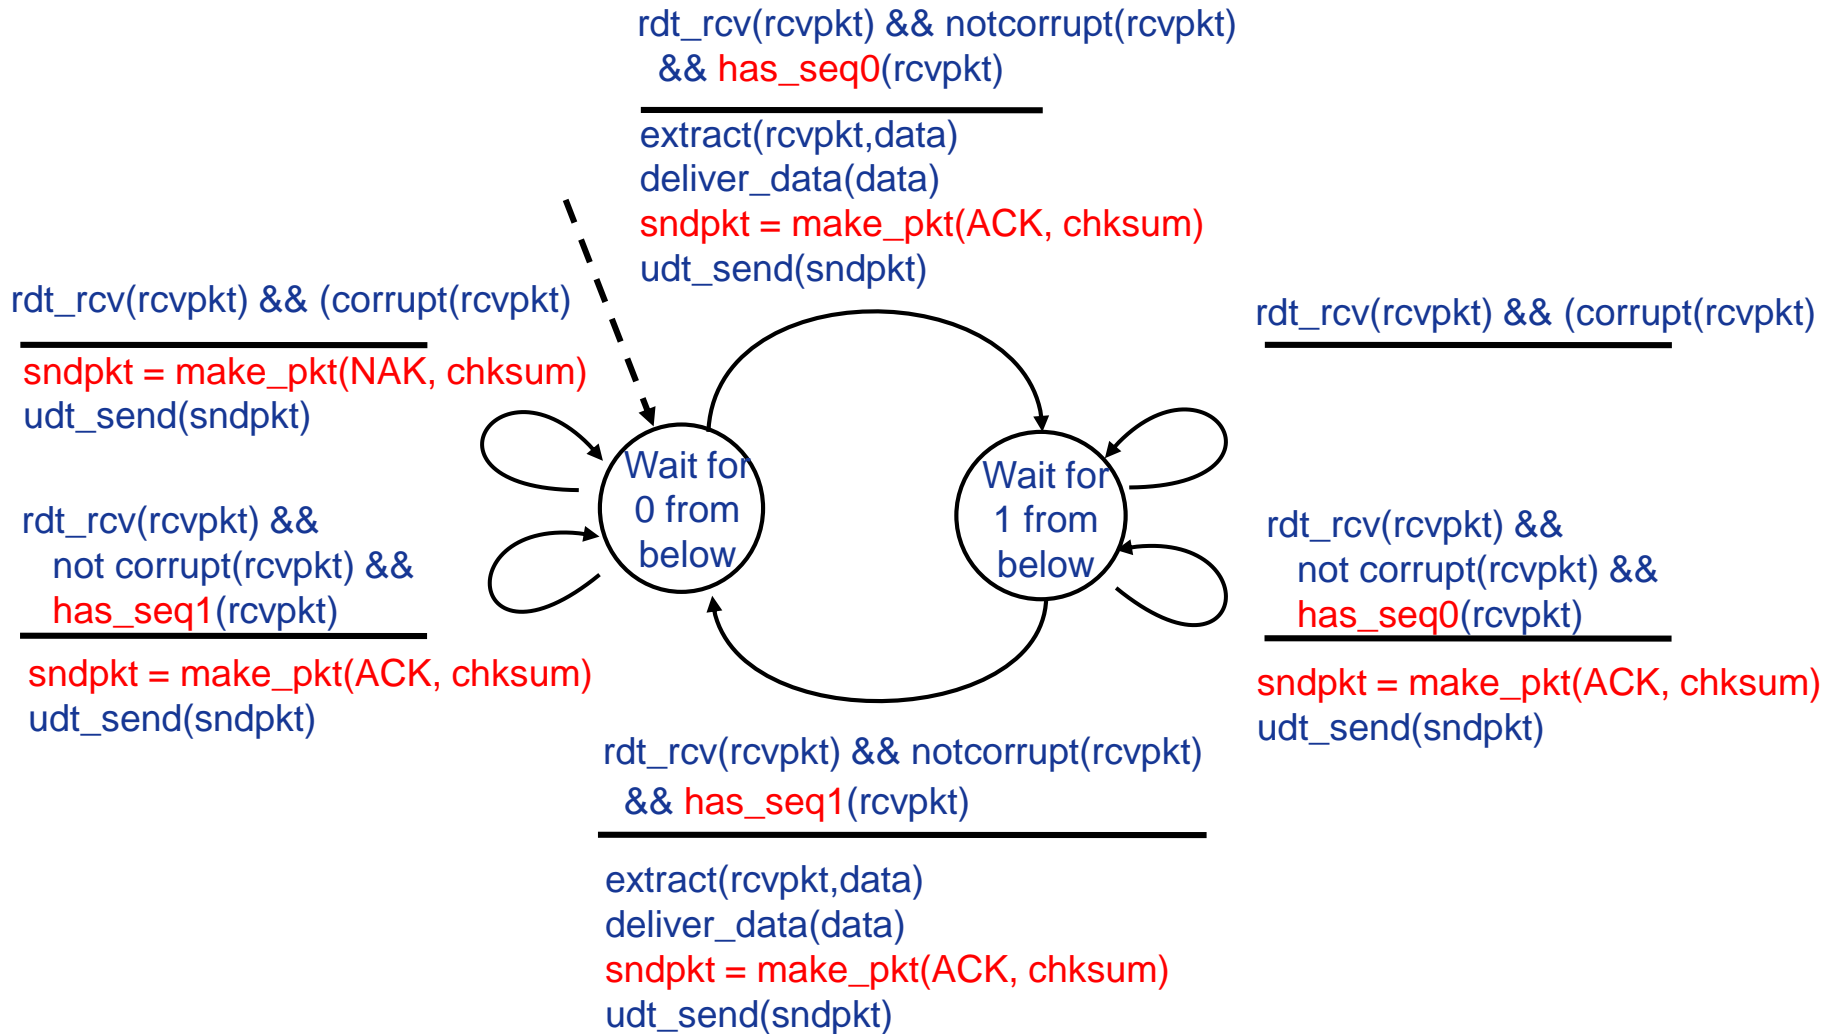 rdt_rcv(rcvpkt) && notcorrupt(rcvpkt)
&& has_seq0(rcvpkt)
extract(rcvpkt,data)
deliver_data(data)
sndpkt = make_pkt(ACK, chksum)
udt_send(sndpkt)
rdt_rcv(rcvpkt) && (corrupt(rcvpkt)
sndpkt = make_pkt(NAK, chksum)
udt_send(sndpkt)
rdt_rcv(rcvpkt) &&
not corrupt(rcvpkt) &&
has_seq1(rcvpkt)
sndpkt = make_pkt(ACK, chksum)
udt_send(sndpkt)
Wait for
0 from
below
Wait for
1 from
below
rdt_rcv(rcvpkt) && (corrupt(rcvpkt)
rdt_rcv(rcvpkt) &&
not corrupt(rcvpkt) &&
has_seq0(rcvpkt)
sndpkt = make_pkt(ACK, chksum)
udt_send(sndpkt)
rdt_rcv(rcvpkt) && notcorrupt(rcvpkt)
&& has_seq1(rcvpkt)
extract(rcvpkt,data)
deliver_data(data)
sndpkt = make_pkt(ACK, chksum)
udt_send(sndpkt)